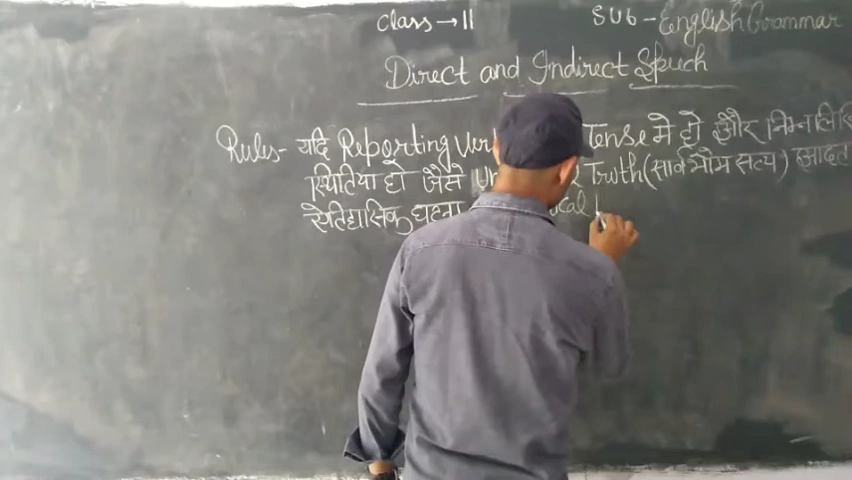 Class → 11 SUB - English Grammar
Direct and Indirect Speech
Rules- यदि Reporting Verb Tense मे हो और निम्नलिखि
स्थितिया हो जैसे Truth (सार्वभौम सत्य) आदत
ऐतिहासिक घटना